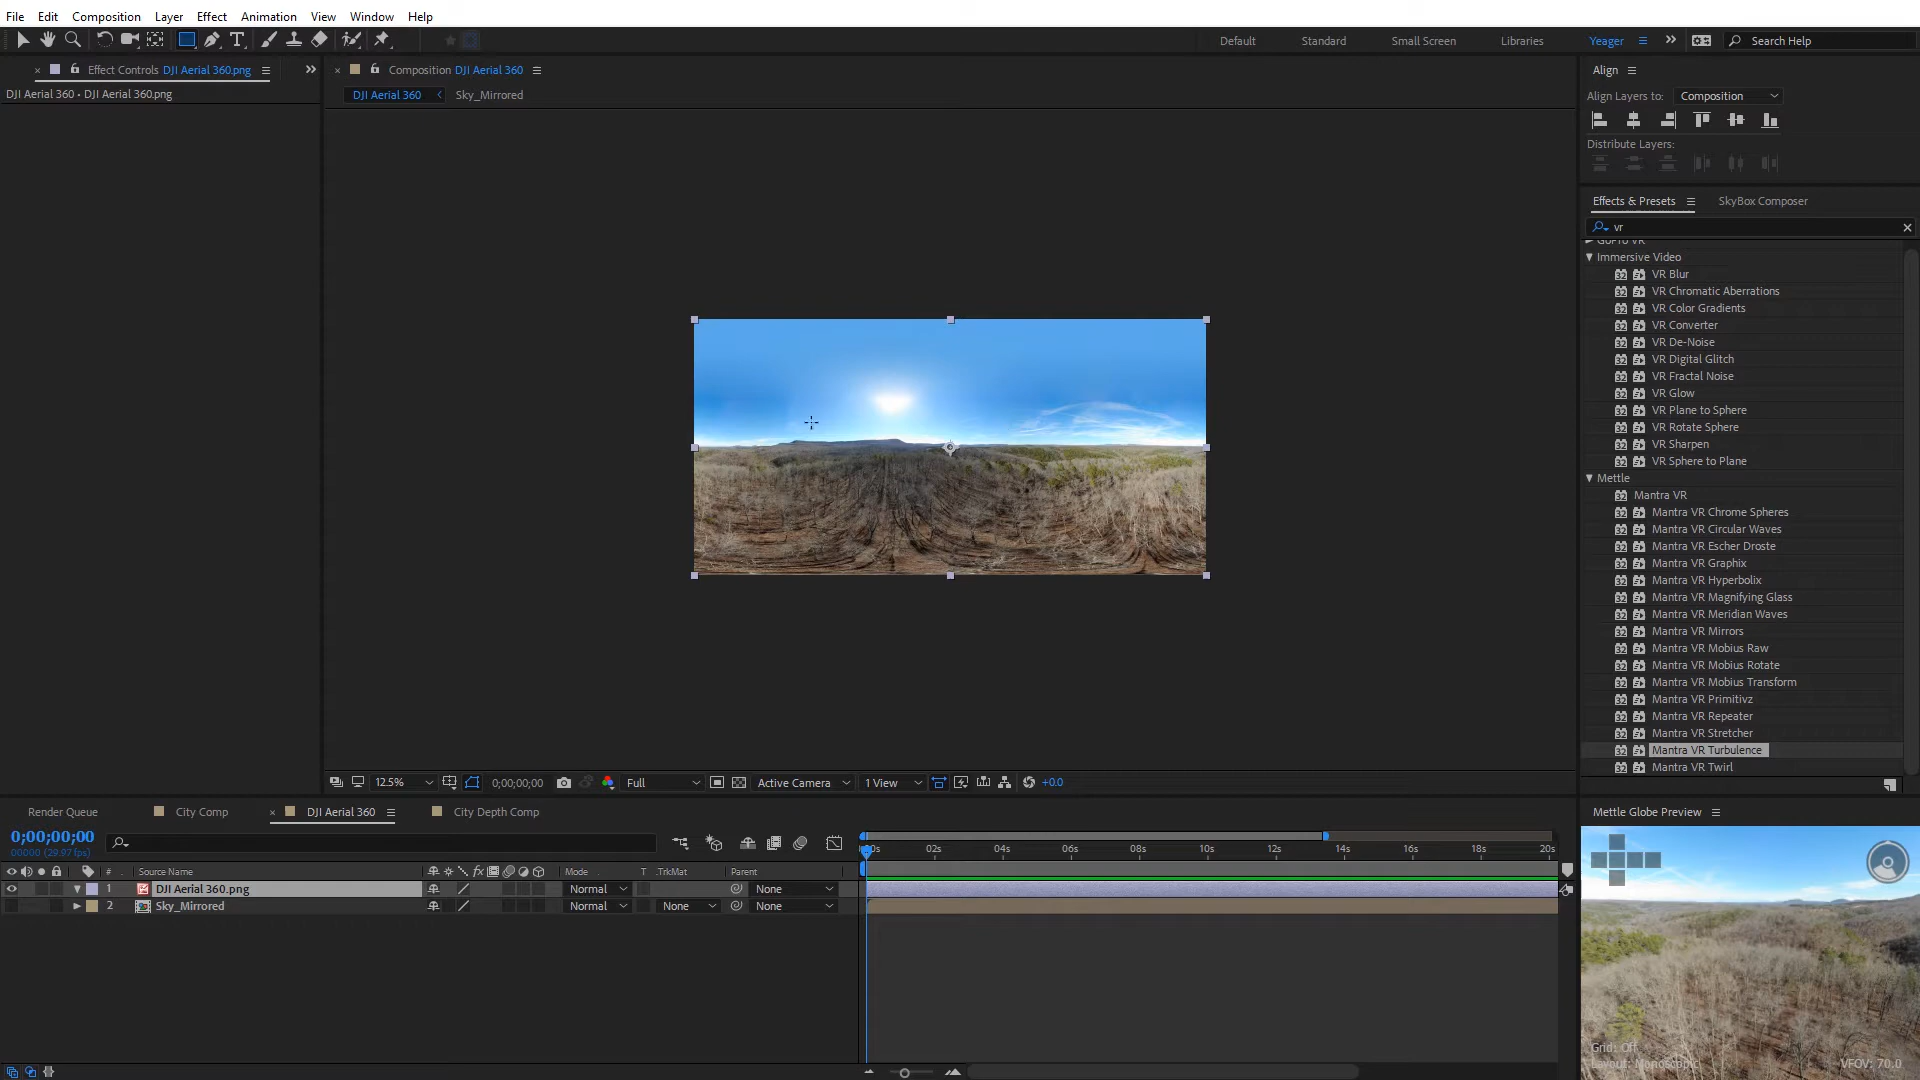 File Edit Composition Layer Effect Animation View Window Help
Default Standard Small Screen Libraries Yeager Search Help
Effect Controls DJI Aerial 360.png
Composition DJI Aerial 360
Align
DJI Aerial 360 • DJI Aerial 360.png
DJI Aerial 360 Sky_Mirrored
Align Layers to: Composition
Distribute Layers:
Effects & Presets SkyBox Composer
vr
GoPro VR
Immersive Video
VR Blur
VR Chromatic Aberrations
VR Color Gradients
VR Converter
VR De-Noise
VR Digital Glitch
VR Fractal Noise
VR Glow
VR Plane to Sphere
VR Rotate Sphere
VR Sharpen
VR Sphere to Plane
Mettle
Mantra VR
Mantra VR Chrome Spheres
Mantra VR Circular Waves
Mantra VR Escher Droste
Mantra VR Graphix
Mantra VR Hyperbolix
Mantra VR Magnifying Glass
Mantra VR Meridian Waves
Mantra VR Mirrors
Mantra VR Mobius Raw
Mantra VR Mobius Rotate
Mantra VR Mobius Transform
Mantra VR Primitivz
Mantra VR Repeater
Mantra VR Stretcher
Mantra VR Turbulence
Mantra VR Twirl
12.5% 0;00;00;00 Full Active Camera 1 View +0.0
Render Queue City Comp DJI Aerial 360 City Depth Comp
Mettle Globe Preview
0;00;00;00
00000 (29.97 fps)
02s 04s 06s 08s 10s 12s 14s 16s 18s 20s
# Source Name Mode T .TrkMat Parent
1 DJI Aerial 360.png Normal None
2 Sky_Mirrored Normal None None
Grid: Off
Layout: Monoscopic VFOV: 70.0